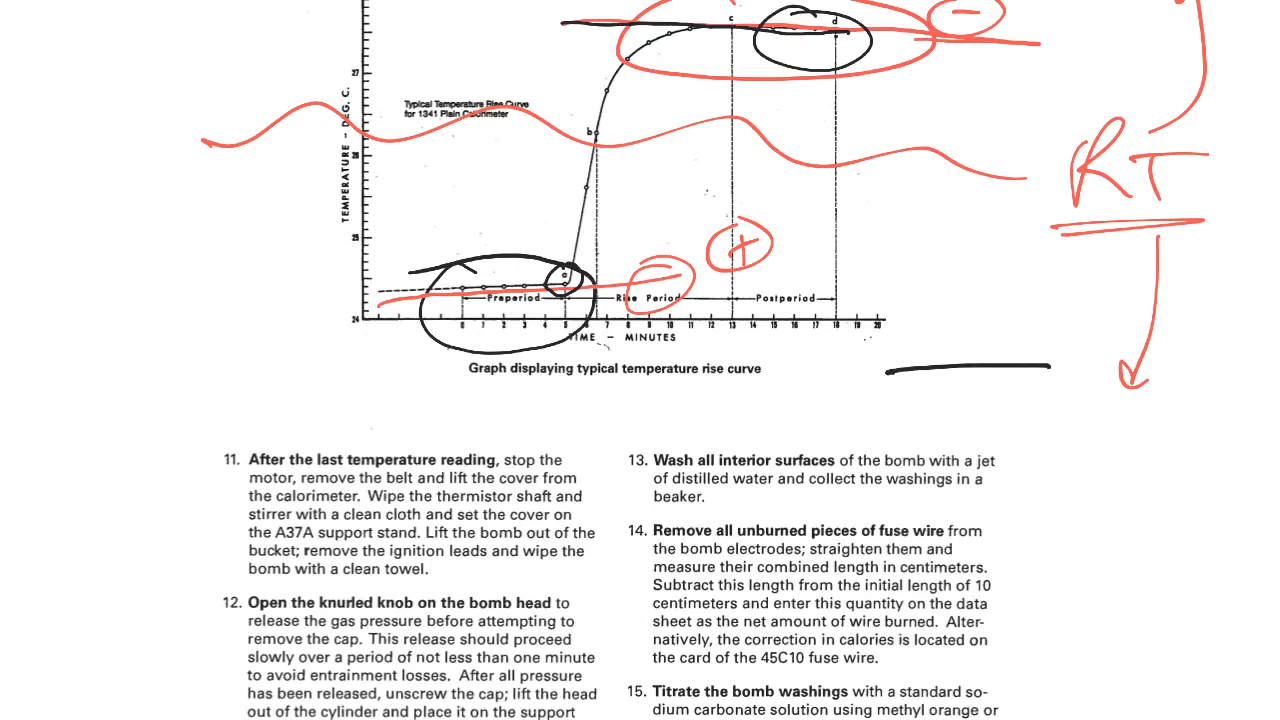 −
c
d
27
Typical Temperature Rise Curve
for 1341 Plain Calorimeter
b
26
TEMPERATURE – DEG. C.
RT
25
+
a
Preperiod
Rise Period
Postperiod
24
0 1 2 3 4 5 6 7 8 9 10 11 12 13 14 15 16 17 18 19 20
TIME – MINUTES
Graph displaying typical temperature rise curve
11. After the last temperature reading, stop the
motor, remove the belt and lift the cover from
the calorimeter. Wipe the thermistor shaft and
stirrer with a clean cloth and set the cover on
the A37A support stand. Lift the bomb out of the
bucket; remove the ignition leads and wipe the
bomb with a clean towel.
12. Open the knurled knob on the bomb head to
release the gas pressure before attempting to
remove the cap. This release should proceed
slowly over a period of not less than one minute
to avoid entrainment losses. After all pressure
has been released, unscrew the cap; lift the head
out of the cylinder and place it on the support
13. Wash all interior surfaces of the bomb with a jet
of distilled water and collect the washings in a
beaker.
14. Remove all unburned pieces of fuse wire from
the bomb electrodes; straighten them and
measure their combined length in centimeters.
Subtract this length from the initial length of 10
centimeters and enter this quantity on the data
sheet as the net amount of wire burned. Alter-
natively, the correction in calories is located on
the card of the 45C10 fuse wire.
15. Titrate the bomb washings with a standard so-
dium carbonate solution using methyl orange or